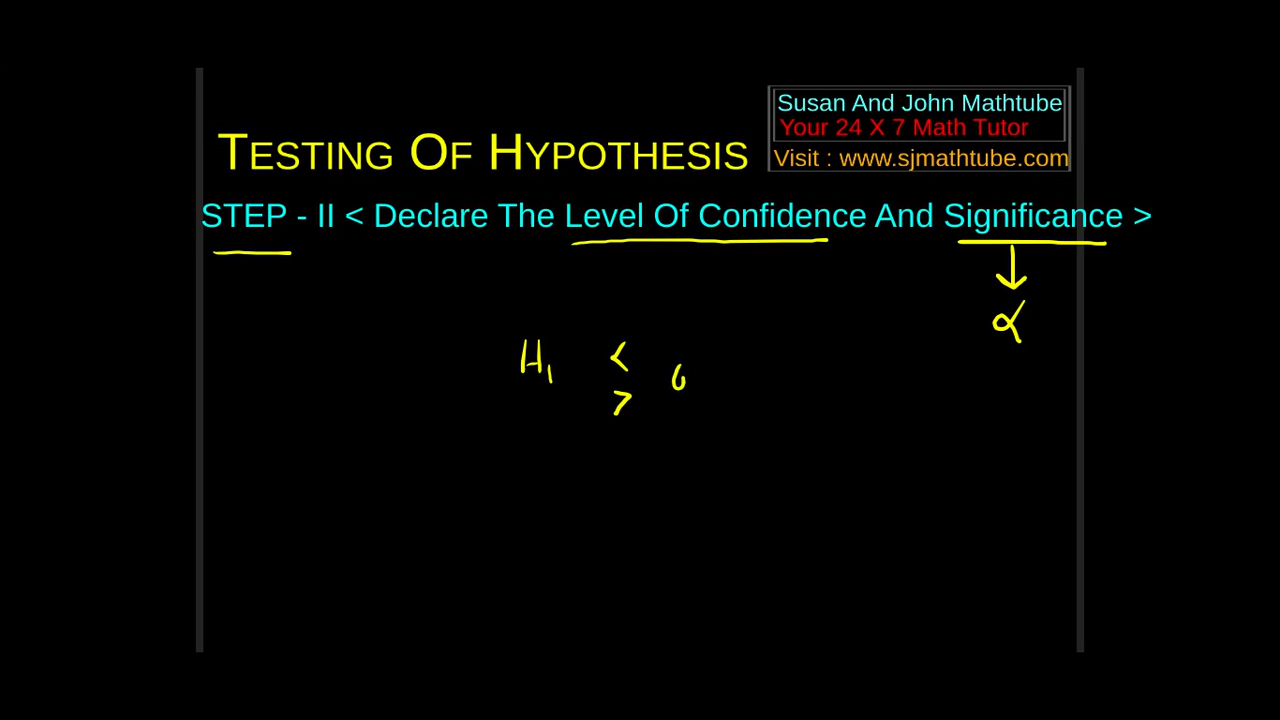 Susan And John Mathtube
Your 24 X 7 Math Tutor
Visit : www.sjmathtube.com
TESTING OF HYPOTHESIS
STEP - II < Declare The Level Of Confidence And Significance >
α
H₁ <
>